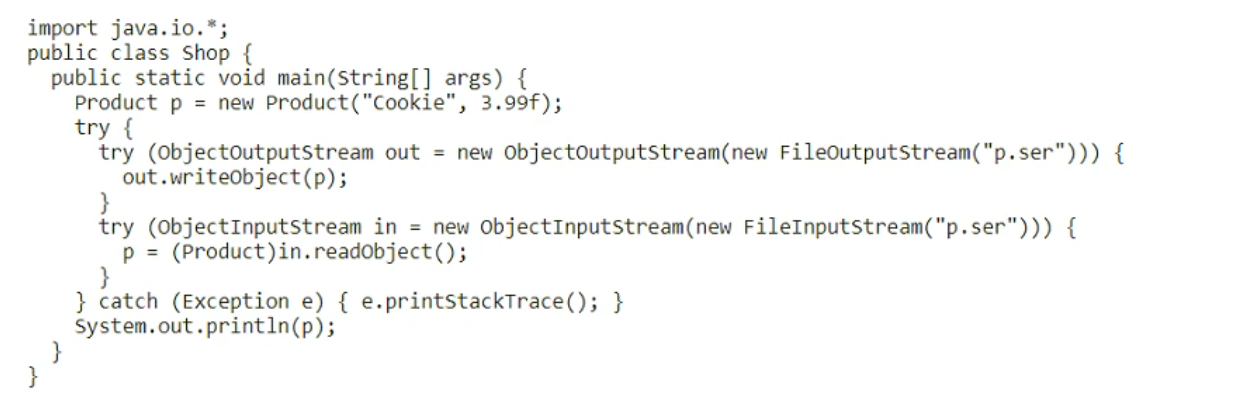 import java.io.*;
public class Shop {
  public static void main(String[] args) {
    Product p = new Product("Cookie", 3.99f);
    try {
      try (ObjectOutputStream out = new ObjectOutputStream(new FileOutputStream("p.ser"))) {
        out.writeObject(p);
      }
      try (ObjectInputStream in = new ObjectInputStream(new FileInputStream("p.ser"))) {
        p = (Product)in.readObject();
      }
    } catch (Exception e) { e.printStackTrace(); }
    System.out.println(p);
  }
}